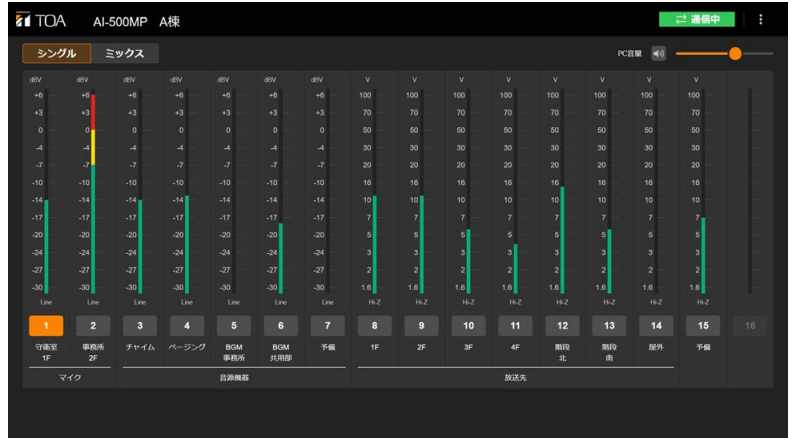 TOA AI-500MP A棟 通信中
シングル ミックス PC音量
dBV dBV dBV dBV dBV dBV dBV V V V V V V V V
+6 +6 +6 +6 +6 +6 +6 100 100 100 100 100 100 100 100
+3 +3 +3 +3 +3 +3 +3 70 70 70 70 70 70 70 70
0 0 0 0 0 0 0 50 50 50 50 50 50 50 50
-4 -4 -4 -4 -4 -4 -4 30 30 30 30 30 30 30 30
-7 -7 -7 -7 -7 -7 -7 20 20 20 20 20 20 20 20
-10 -10 -10 -10 -10 -10 -10 16 16 16 16 16 16 16 16
-14 -14 -14 -14 -14 -14 -14 10 10 10 10 10 10 10 10
-17 -17 -17 -17 -17 -17 -17 7 7 7 7 7 7 7 7
-20 -20 -20 -20 -20 -20 -20 5 5 5 5 5 5 5 5
-24 -24 -24 -24 -24 -24 -24 3 3 3 3 3 3 3 3
-27 -27 -27 -27 -27 -27 -27 2 2 2 2 2 2 2 2
-30 -30 -30 -30 -30 -30 -30 1.6 1.6 1.6 1.6 1.6 1.6 1.6 1.6
Line Line Line Line Line Line Line Hi-Z Hi-Z Hi-Z Hi-Z Hi-Z Hi-Z Hi-Z Hi-Z
1 2 3 4 5 6 7 8 9 10 11 12 13 14 15 16
守衛室 事務所 チャイム ページング BGM BGM 予備 1F 2F 3F 4F 階段 階段 屋外 予備
1F 2F 事務所 共用部 北 南
マイク 音源機器 放送先